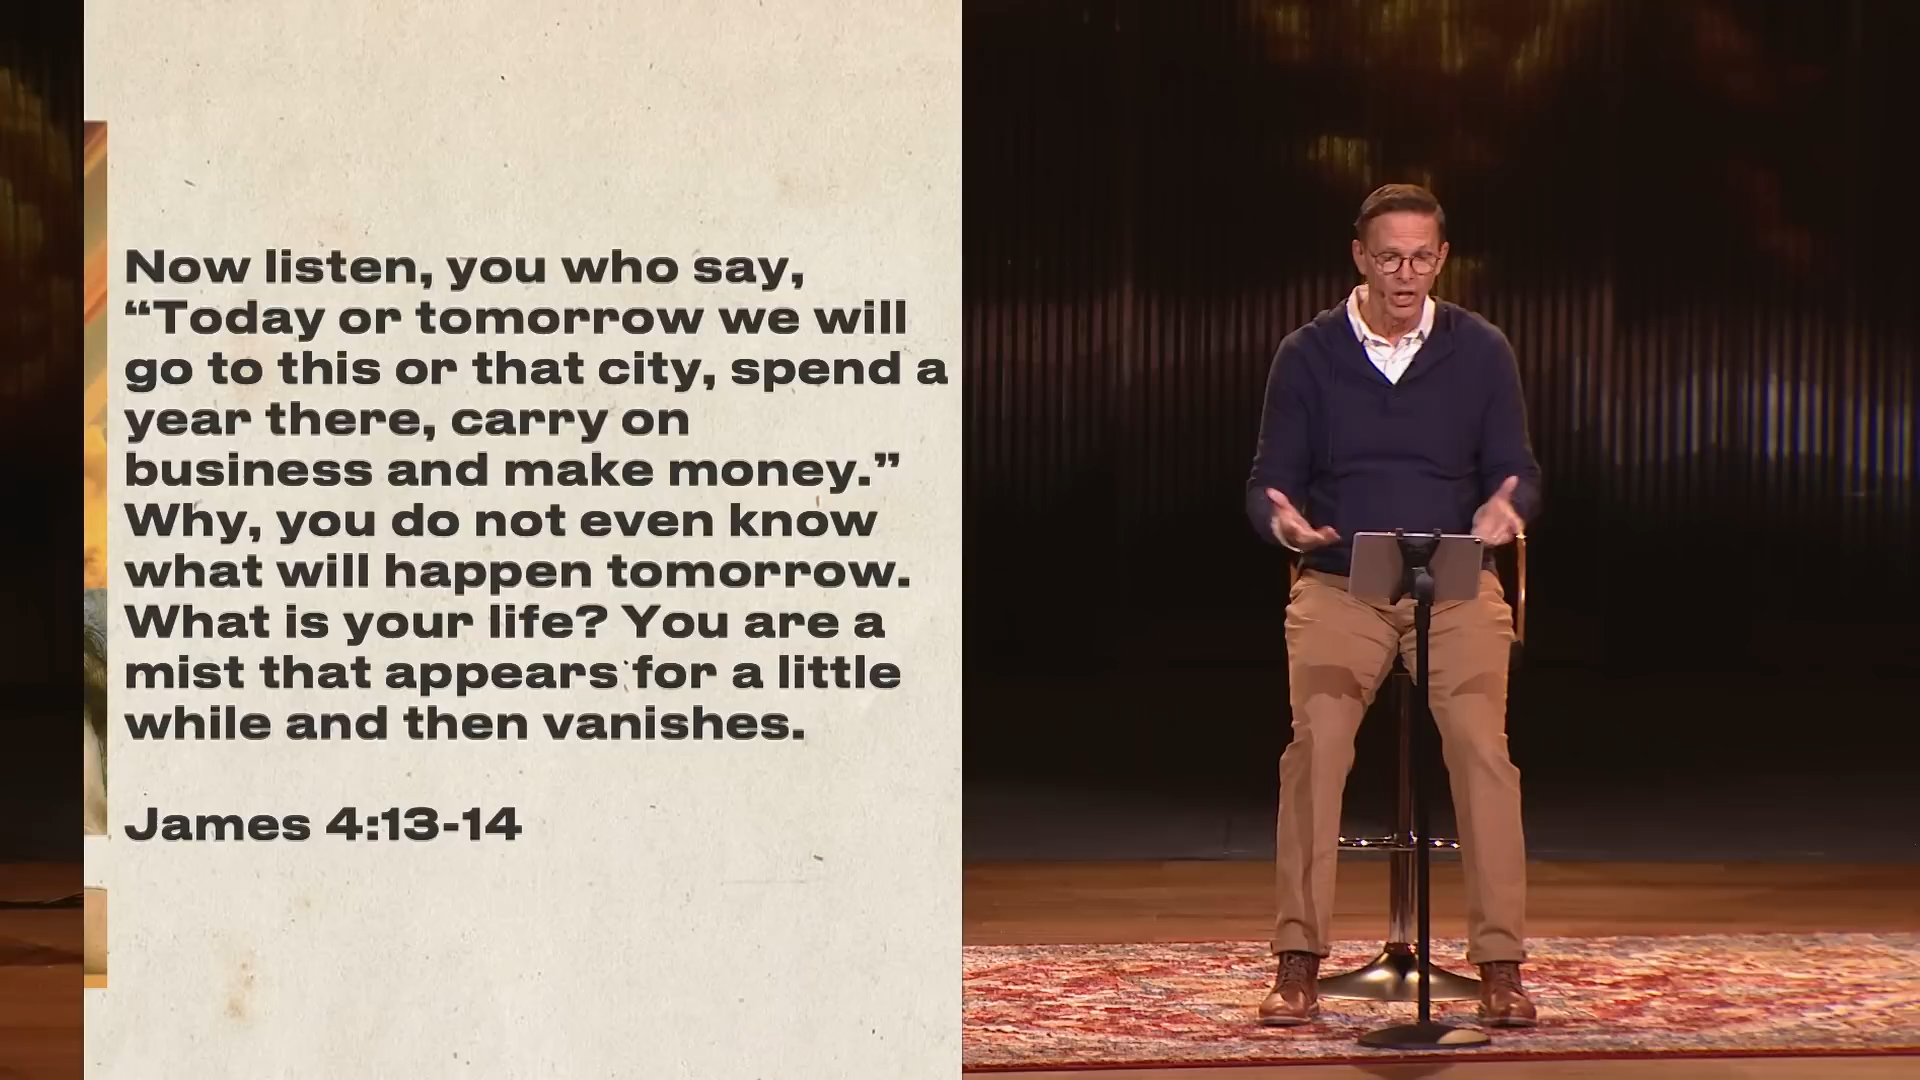 Now listen, you who say,
“Today or tomorrow we will
go to this or that city, spend a
year there, carry on
business and make money.”
Why, you do not even know
what will happen tomorrow.
What is your life? You are a
mist that appears for a little
while and then vanishes.
James 4:13-14